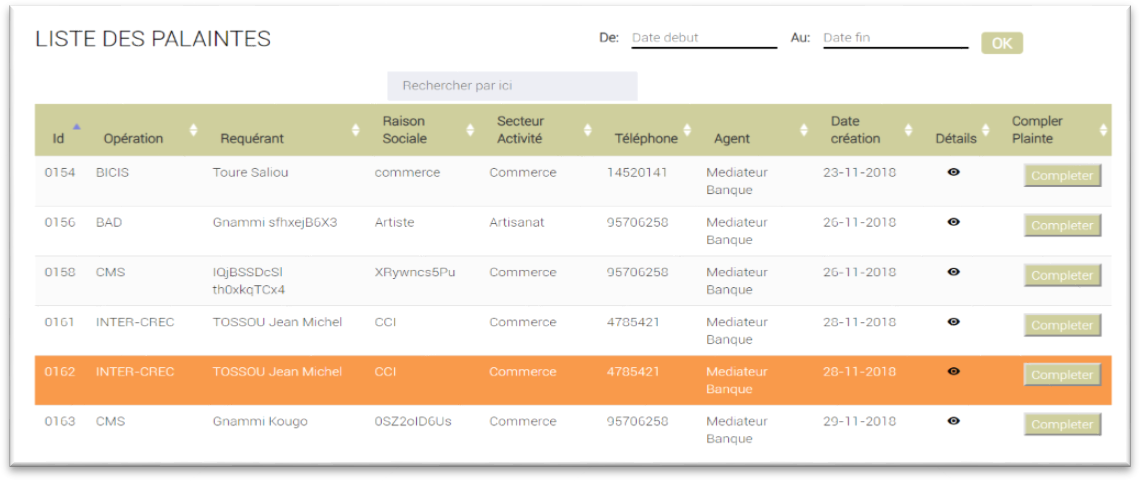 LISTE DES PALAINTES De: Date debut Au: Date fin OK
Rechercher par ici
Id Opération Requérant Raison Sociale Secteur Activité Téléphone Agent Date création Détails Compler Plainte
0154 BICIS Toure Saliou commerce Commerce 14520141 Mediateur Banque 23-11-2018 Completer
0156 BAD Gnammi sfhxejB6X3 Artiste Artisanat 95706258 Mediateur Banque 26-11-2018 Completer
0158 CMS IQjBSSDcSl th0xkqTCx4 XRywncs5Pu Commerce 95706258 Mediateur Banque 26-11-2018 Completer
0161 INTER-CREC TOSSOU Jean Michel CCI Commerce 4785421 Mediateur Banque 28-11-2018 Completer
0162 INTER-CREC TOSSOU Jean Michel CCI Commerce 4785421 Mediateur Banque 28-11-2018 Completer
0163 CMS Gnammi Kougo 0SZ2oID6Us Commerce 95706258 Mediateur Banque 29-11-2018 Completer